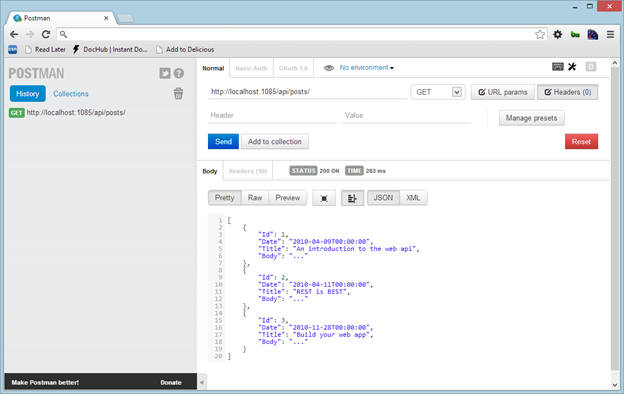 Postman
Read Later DocHub | Instant Do... Add to Delicious
POSTMAN
History Collections
GET http://localhost:1085/api/posts/
Normal Basic Auth OAuth 1.0 No environment 0
http://localhost:1085/api/posts/ GET URL params Headers (0)
Header Value Manage presets
Send Add to collection Reset
Body Headers (10) STATUS 200 OK TIME 283 ms
Pretty Raw Preview JSON XML
1 [
2 {
3 "Id": 1,
4 "Date": "2010-04-09T00:00:00",
5 "Title": "An introduction to the web api",
6 "Body": "..."
7 },
8 {
9 "Id": 2,
10 "Date": "2010-04-11T00:00:00",
11 "Title": "REST is BEST",
12 "Body": "..."
13 },
14 {
15 "Id": 3,
16 "Date": "2010-11-28T00:00:00",
17 "Title": "Build your web app",
18 "Body": "..."
19 }
20 ]
Make Postman better! Donate